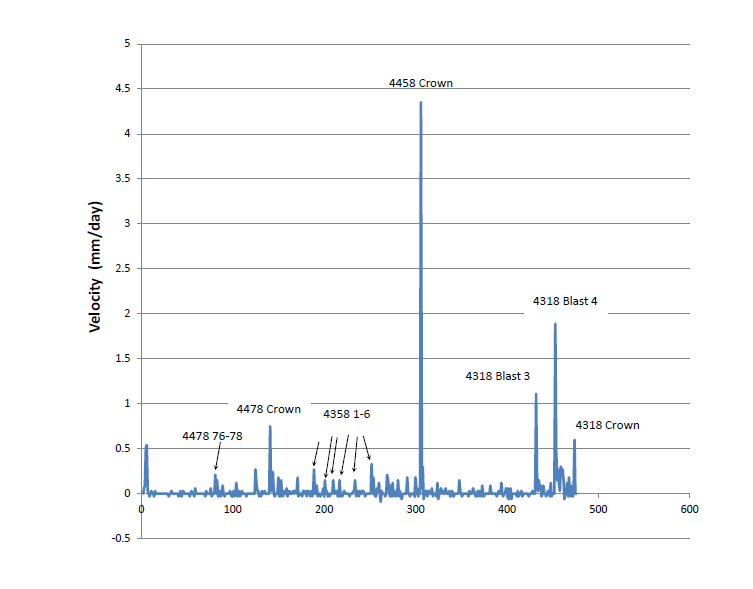 5
4458 Crown
4.5
4
3.5
3
2.5
4318 Blast 4
2
1.5
4318 Blast 3
1
4478 Crown
4358 1-6
4318 Crown
4478 76-78
0.5
0
-0.5
0 100 200 300 400 500 600
Velocity (mm/day)